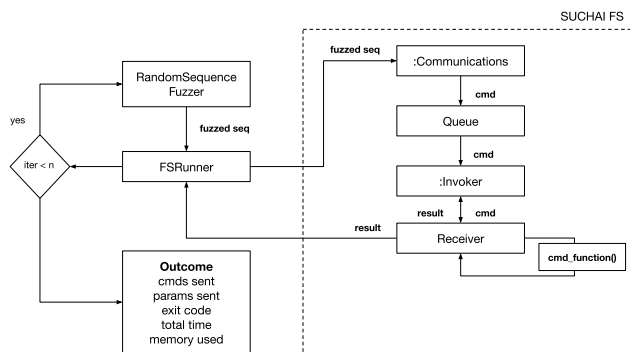 SUCHAI FS
fuzzed seq
:Communications
RandomSequence
Fuzzer
cmd
yes
Queue
fuzzed seq
cmd
iter < n
FSRunner
:Invoker
result
cmd
result
Receiver
cmd_function()
Outcome
cmds sent
params sent
exit code
total time
memory used